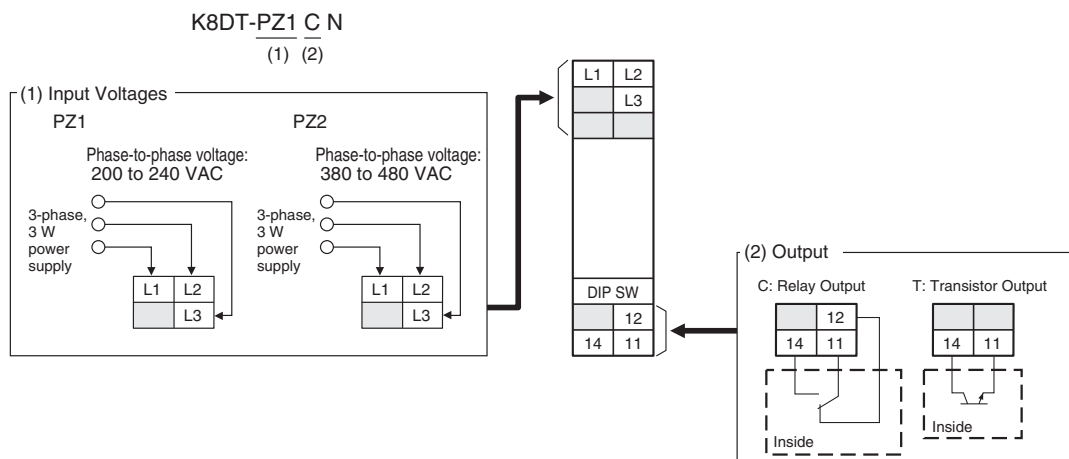 K8DT-PZ1 C N
(1) (2)
(1) Input Voltages
PZ1
Phase-to-phase voltage:
200 to 240 VAC
3-phase,
3 W
power
supply
L1 L2
L3
PZ2
Phase-to-phase voltage:
380 to 480 VAC
3-phase,
3 W
power
supply
L1 L2
L3
L1 L2
L3
DIP SW
12
14 11
(2) Output
C: Relay Output
12
14 11
Inside
T: Transistor Output
14 11
Inside